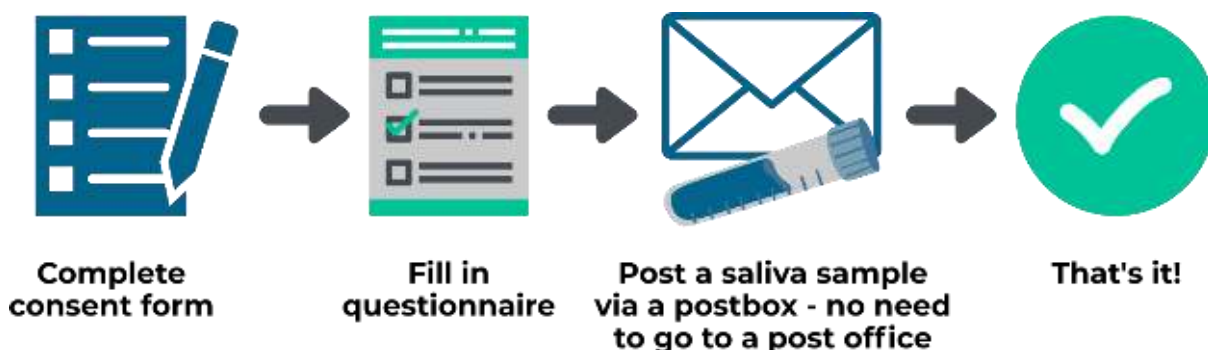 Complete
consent form
Fill in
questionnaire
Post a saliva sample
via a postbox - no need
to go to a post office
That's it!